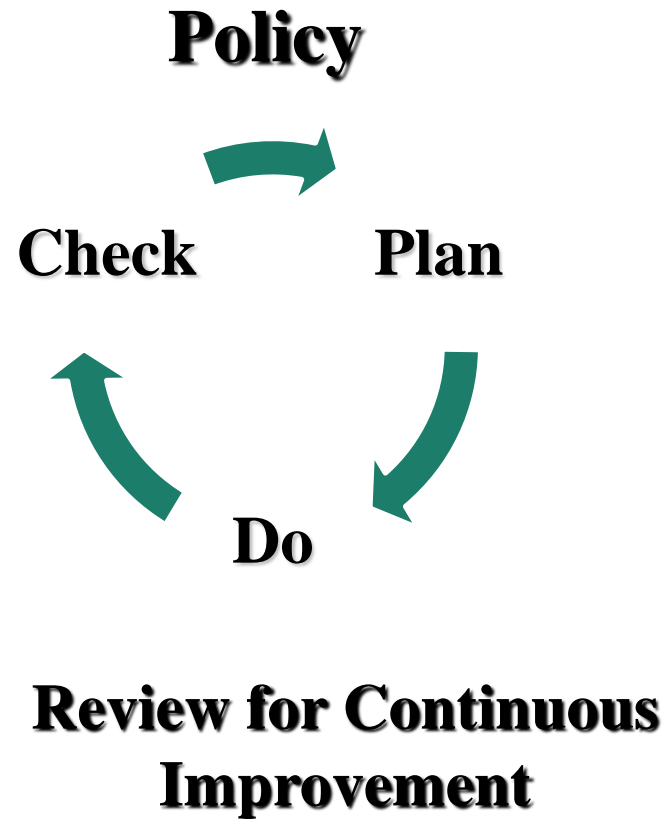 Policy
Check
Plan
Do
Review for Continuous
Improvement